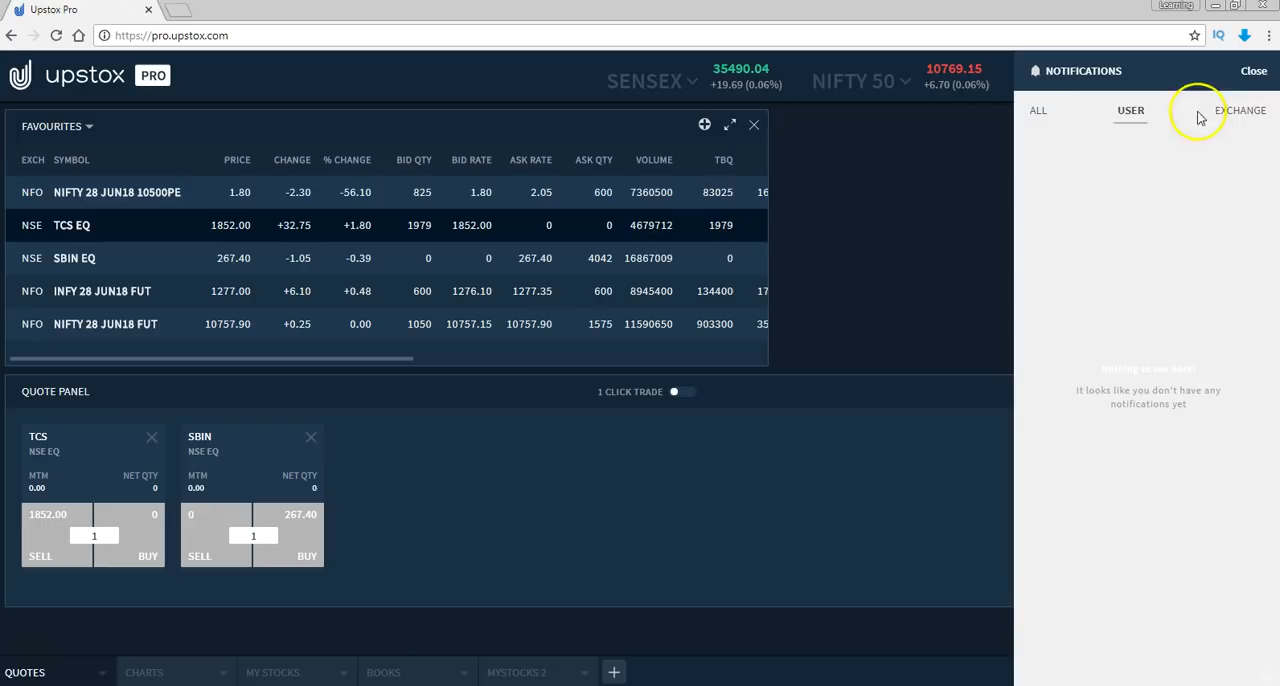 Upstox Pro
Learning
https://pro.upstox.com
IQ
upstox PRO
SENSEX 35490.04 +19.69 (0.06%)
NIFTY 50 10769.15 +6.70 (0.06%)
NOTIFICATIONS Close
ALL USER EXCHANGE
Nothing to see here!
It looks like you don't have any
notifications yet
FAVOURITES
EXCH SYMBOL PRICE CHANGE % CHANGE BID QTY BID RATE ASK RATE ASK QTY VOLUME TBQ
NFO NIFTY 28 JUN18 10500PE 1.80 -2.30 -56.10 825 1.80 2.05 600 7360500 83025 16
NSE TCS EQ 1852.00 +32.75 +1.80 1979 1852.00 0 0 4679712 1979
NSE SBIN EQ 267.40 -1.05 -0.39 0 0 267.40 4042 16867009 0
NFO INFY 28 JUN18 FUT 1277.00 +6.10 +0.48 600 1276.10 1277.35 600 8945400 134400 17
NFO NIFTY 28 JUN18 FUT 10757.90 +0.25 0.00 1050 10757.15 10757.90 1575 11590650 903300 35
QUOTE PANEL 1 CLICK TRADE
TCS
NSE EQ
MTM NET QTY
0.00 0
1852.00 0
1
SELL BUY
SBIN
NSE EQ
MTM NET QTY
0.00 0
0 267.40
1
SELL BUY
QUOTES CHARTS MY STOCKS BOOKS MYSTOCKS 2